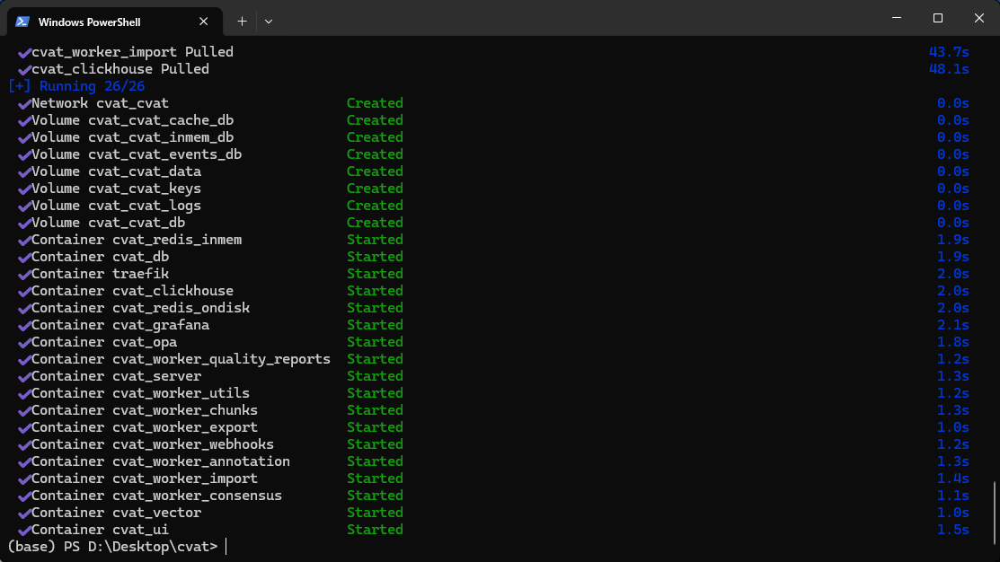 Windows PowerShell
cvat_worker_import Pulled 43.7s
cvat_clickhouse Pulled 48.1s
[+] Running 26/26
✔Network cvat_cvat Created 0.0s
✔Volume cvat_cvat_cache_db Created 0.0s
✔Volume cvat_cvat_inmem_db Created 0.0s
✔Volume cvat_cvat_events_db Created 0.0s
✔Volume cvat_cvat_data Created 0.0s
✔Volume cvat_cvat_keys Created 0.0s
✔Volume cvat_cvat_logs Created 0.0s
✔Volume cvat_cvat_db Created 0.0s
✔Container cvat_redis_inmem Started 1.9s
✔Container cvat_db Started 1.9s
✔Container traefik Started 2.0s
✔Container cvat_clickhouse Started 2.0s
✔Container cvat_redis_ondisk Started 2.0s
✔Container cvat_grafana Started 2.1s
✔Container cvat_opa Started 1.8s
✔Container cvat_worker_quality_reports Started 1.2s
✔Container cvat_server Started 1.3s
✔Container cvat_worker_utils Started 1.2s
✔Container cvat_worker_chunks Started 1.3s
✔Container cvat_worker_export Started 1.0s
✔Container cvat_worker_webhooks Started 1.2s
✔Container cvat_worker_annotation Started 1.3s
✔Container cvat_worker_import Started 1.4s
✔Container cvat_worker_consensus Started 1.1s
✔Container cvat_vector Started 1.0s
✔Container cvat_ui Started 1.5s
(base) PS D:\Desktop\cvat>